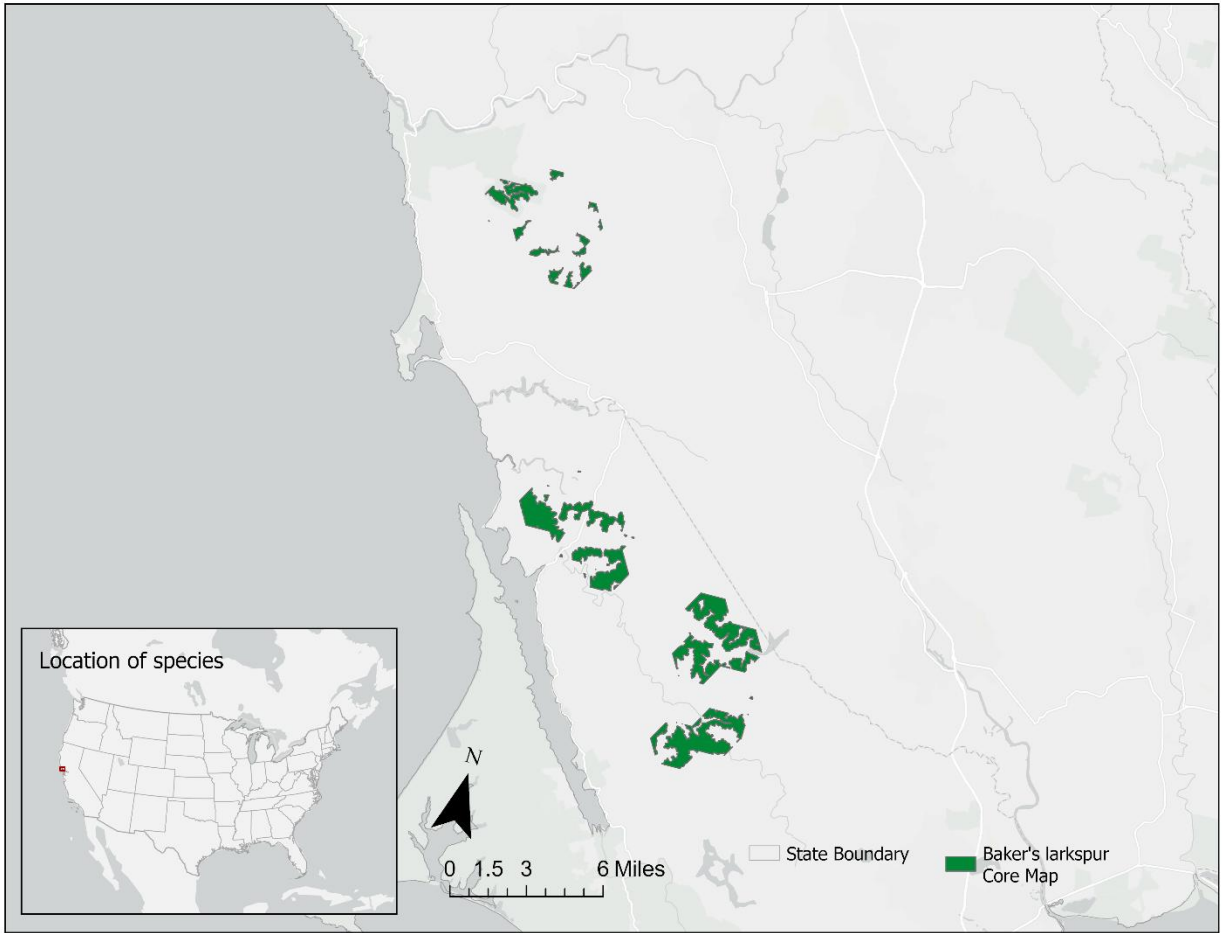 Location of species
N
0 1.5 3 6 Miles
State Boundary
Baker's larkspur
Core Map